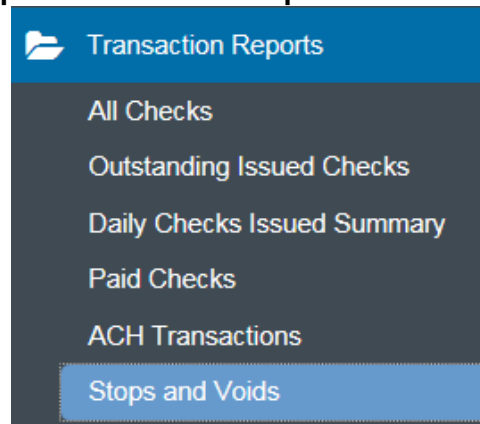 Transaction Reports
All Checks
Outstanding Issued Checks
Daily Checks Issued Summary
Paid Checks
ACH Transactions
Stops and Voids